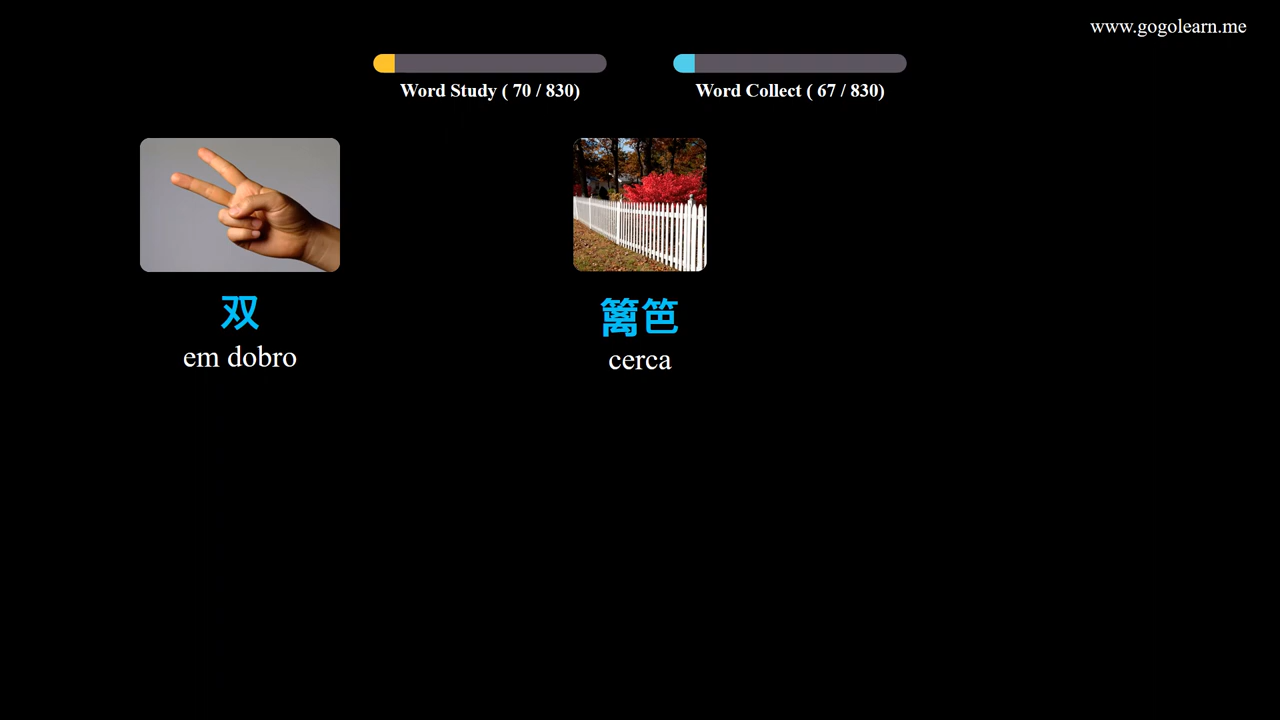 www.gogolearn.me
Word Study ( 70 / 830)
Word Collect ( 67 / 830)
双
em dobro
篱笆
cerca